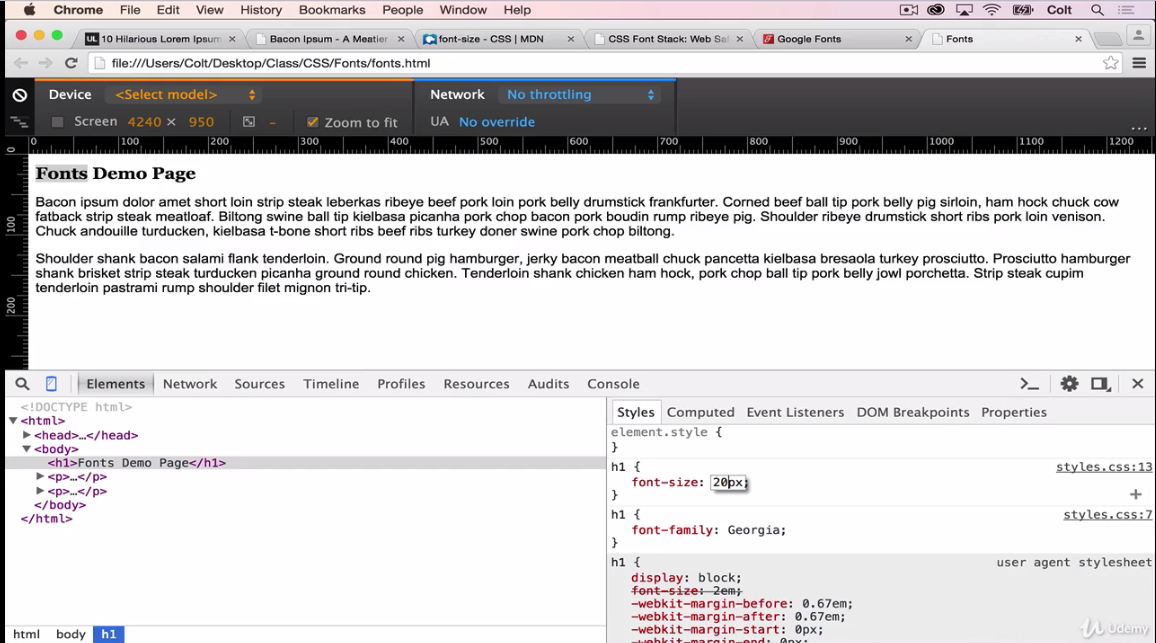 Chrome File Edit View History Bookmarks People Window Help Colt
10 Hilarious Lorem Ipsum Bacon Ipsum - A Meatier font-size - CSS | MDN CSS Font Stack: Web Saf Google Fonts Fonts
file:///Users/Colt/Desktop/Class/CSS/Fonts/fonts.html
Device <Select model> Network No throttling
Screen 4240 × 950 – Zoom to fit UA No override
...
0 100 200 300 400 500 600 700 800 900 1000 1100 1200
0
100
200
Fonts Demo Page
Bacon ipsum dolor amet short loin strip steak leberkas ribeye beef pork loin pork belly drumstick frankfurter. Corned beef ball tip pork belly pig sirloin, ham hock chuck cow
fatback strip steak meatloaf. Biltong swine ball tip kielbasa picanha pork chop bacon pork boudin rump ribeye pig. Shoulder ribeye drumstick short ribs pork loin venison.
Chuck andouille turducken, kielbasa t-bone short ribs beef ribs turkey doner swine pork chop biltong.
Shoulder shank bacon salami flank tenderloin. Ground round pig hamburger, jerky bacon meatball chuck pancetta kielbasa bresaola turkey prosciutto. Prosciutto hamburger
shank brisket strip steak turducken picanha ground round chicken. Tenderloin shank chicken ham hock, pork chop ball tip pork belly jowl porchetta. Strip steak cupim
tenderloin pastrami rump shoulder filet mignon tri-tip.
Elements Network Sources Timeline Profiles Resources Audits Console
<!DOCTYPE html>
<html>
<head>…</head>
<body>
<h1>Fonts Demo Page</h1>
<p>…</p>
<p>…</p>
</body>
</html>
html body h1
Styles Computed Event Listeners DOM Breakpoints Properties
element.style {
}
h1 { styles.css:13
font-size: 20px;
}
h1 { styles.css:7
font-family: Georgia;
}
h1 { user agent stylesheet
display: block;
font-size: 2em;
-webkit-margin-before: 0.67em;
-webkit-margin-after: 0.67em;
-webkit-margin-start: 0px;
-webkit-margin-end: 0px;
Udemy